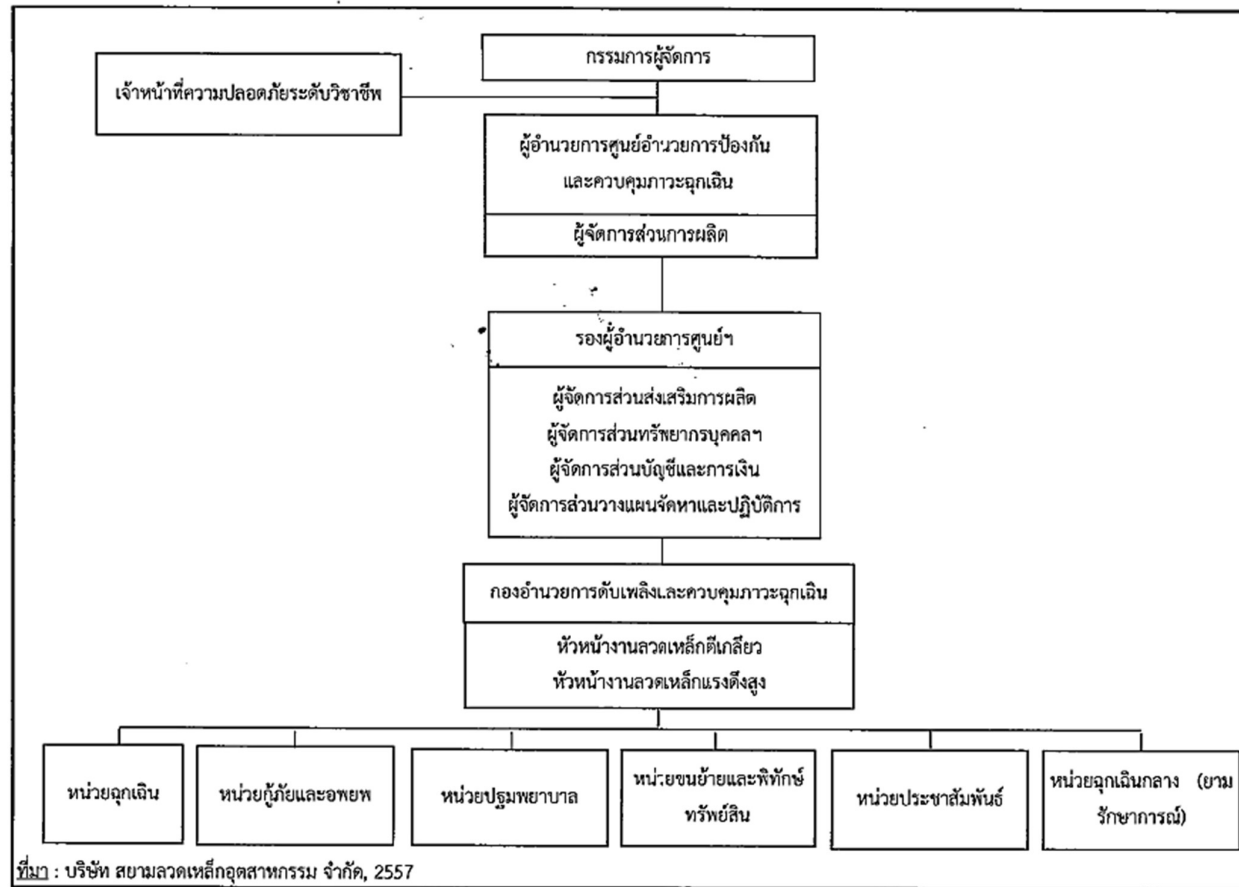 กรรมการผู้จัดการ
เจ้าหน้าที่ความปลอดภัยระดับวิชาชีพ
ผู้อำนวยการศูนย์อำนวยการป้องกัน
และควบคุมภาวะฉุกเฉิน
ผู้จัดการส่วนการผลิต
รองผู้อำนวยการศูนย์ฯ
ผู้จัดการส่วนส่งเสริมการผลิต
ผู้จัดการส่วนทรัพยากรบุคคลฯ
ผู้จัดการส่วนบัญชีและการเงิน
ผู้จัดการส่วนวางแผนจัดหาและปฏิบัติการ
กองอำนวยการดับเพลิงและควบคุมภาวะฉุกเฉิน
หัวหน้างานลวดเหล็กตีเกลียว
หัวหน้างานลวดเหล็กแรงดึงสูง
หน่วยฉุกเฉิน
หน่วยกู้ภัยและอพยพ
หน่วยปฐมพยาบาล
หน่วยขนย้ายและพิทักษ์
ทรัพย์สิน
หน่วยประชาสัมพันธ์
หน่วยฉุกเฉินกลาง (ยาม
รักษาการณ์)
ที่มา : บริษัท สยามลวดเหล็กอุตสาหกรรม จำกัด, 2557